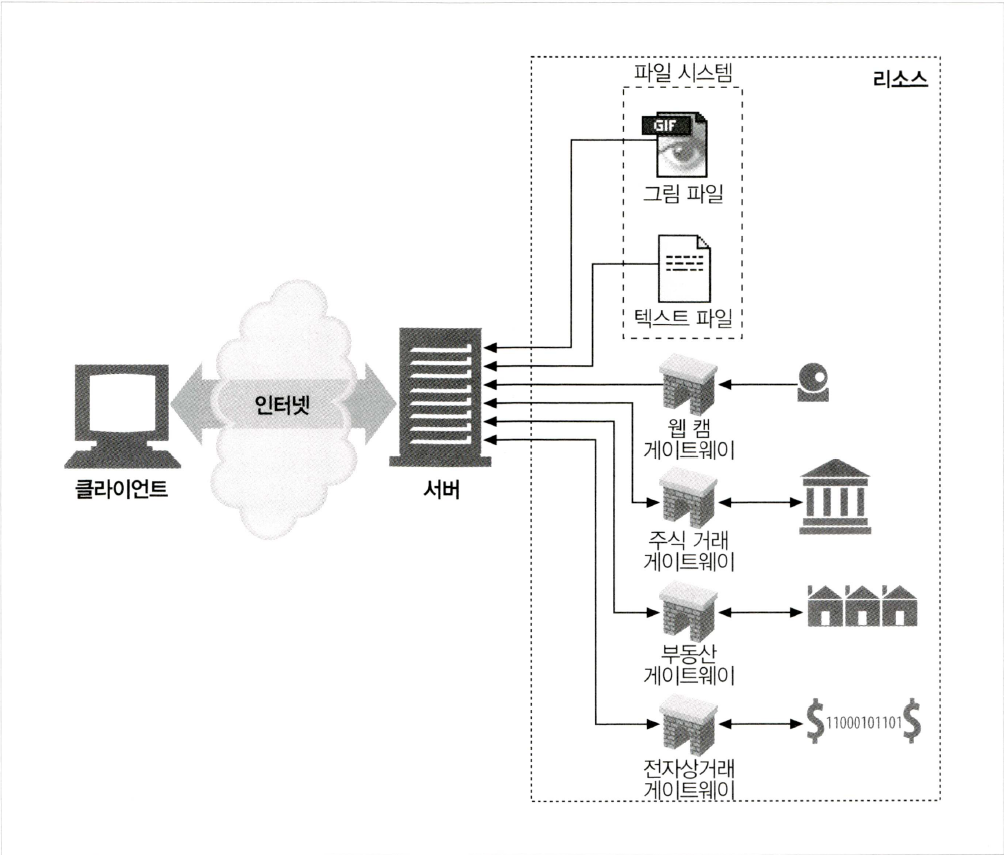 파일 시스템
리소스
GIF
그림 파일
텍스트 파일
인터넷
클라이언트
서버
웹 캠
게이트웨이
주식 거래
게이트웨이
부동산
게이트웨이
$11000101101$
전자상거래
게이트웨이